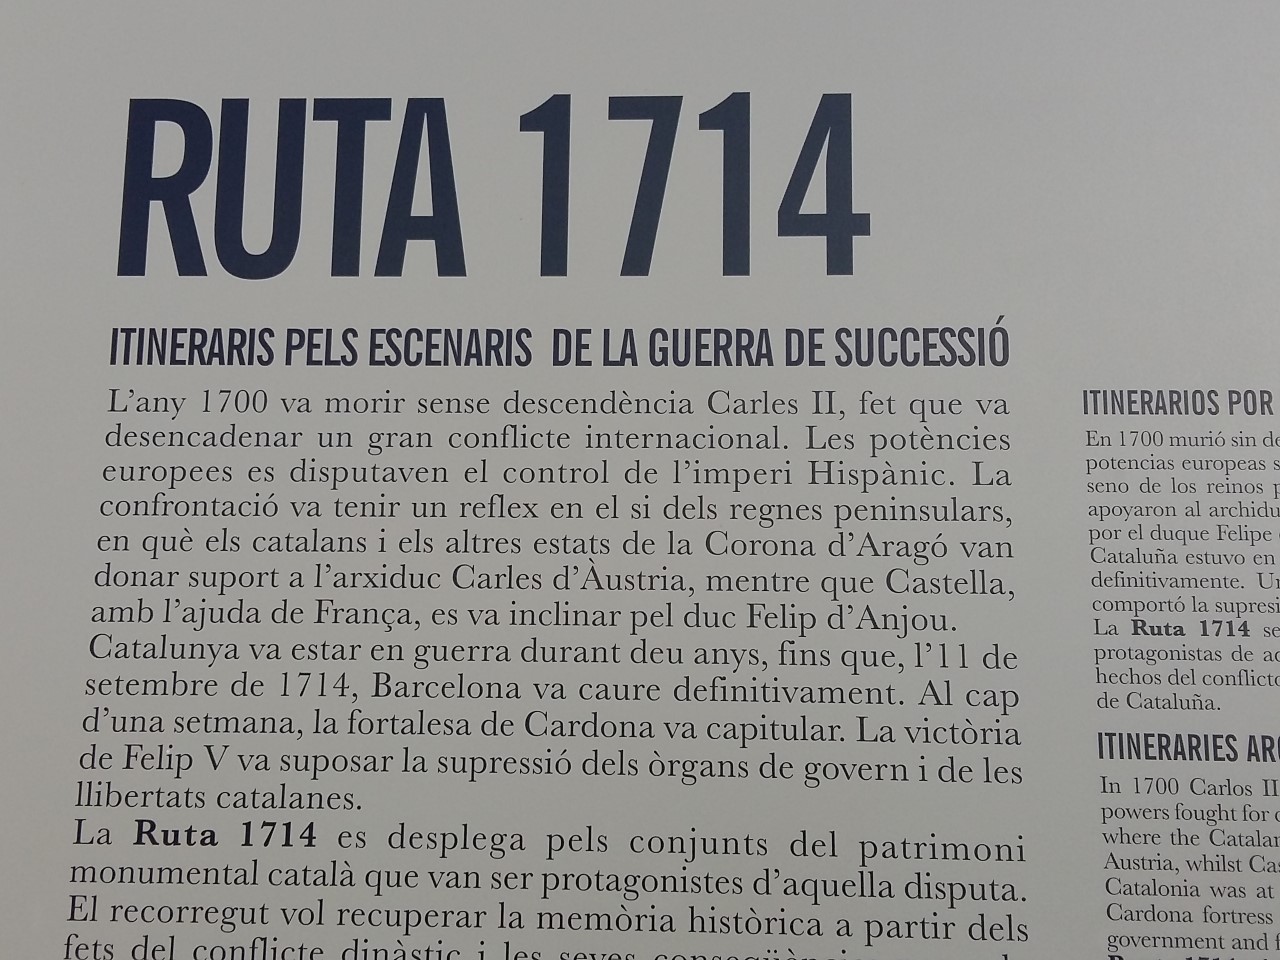 RUTA 1714
ITINERARIS PELS ESCENARIS DE LA GUERRA DE SUCCESSIÓ
L'any 1700 va morir sense descendència Carles II, fet que va
desencadenar un gran conflicte internacional. Les potències
europees es disputaven el control de l'imperi Hispànic. La
confrontació va tenir un reflex en el si dels regnes peninsulars,
en què els catalans i els altres estats de la Corona d'Aragó van
donar suport a l'arxiduc Carles d'Àustria, mentre que Castella,
amb l'ajuda de França, es va inclinar pel duc Felip d'Anjou.
Catalunya va estar en guerra durant deu anys, fins que, l'11 de
setembre de 1714, Barcelona va caure definitivament. Al cap
d'una setmana, la fortalesa de Cardona va capitular. La victòria
de Felip V va suposar la supressió dels òrgans de govern i de les
llibertats catalanes.
La Ruta 1714 es desplega pels conjunts del patrimoni
monumental català que van ser protagonistes d'aquella disputa.
El recorregut vol recuperar la memòria històrica a partir dels
fets del conflicte dinàstic i les seves
ITINERARIOS POR
En 1700 murió sin
potencias europeas
seno de los reinos
apoyaron al
por el duque Felipe
Cataluña estuvo en
definitivamente.
comportó la
La Ruta 1714
protagonistas de
hechos del
de Cataluña.
ITINERARIES
In 1700 Carlos II
powers fought for
where the
Austria, whilst
Catalonia was at
Cardona fortress
government and